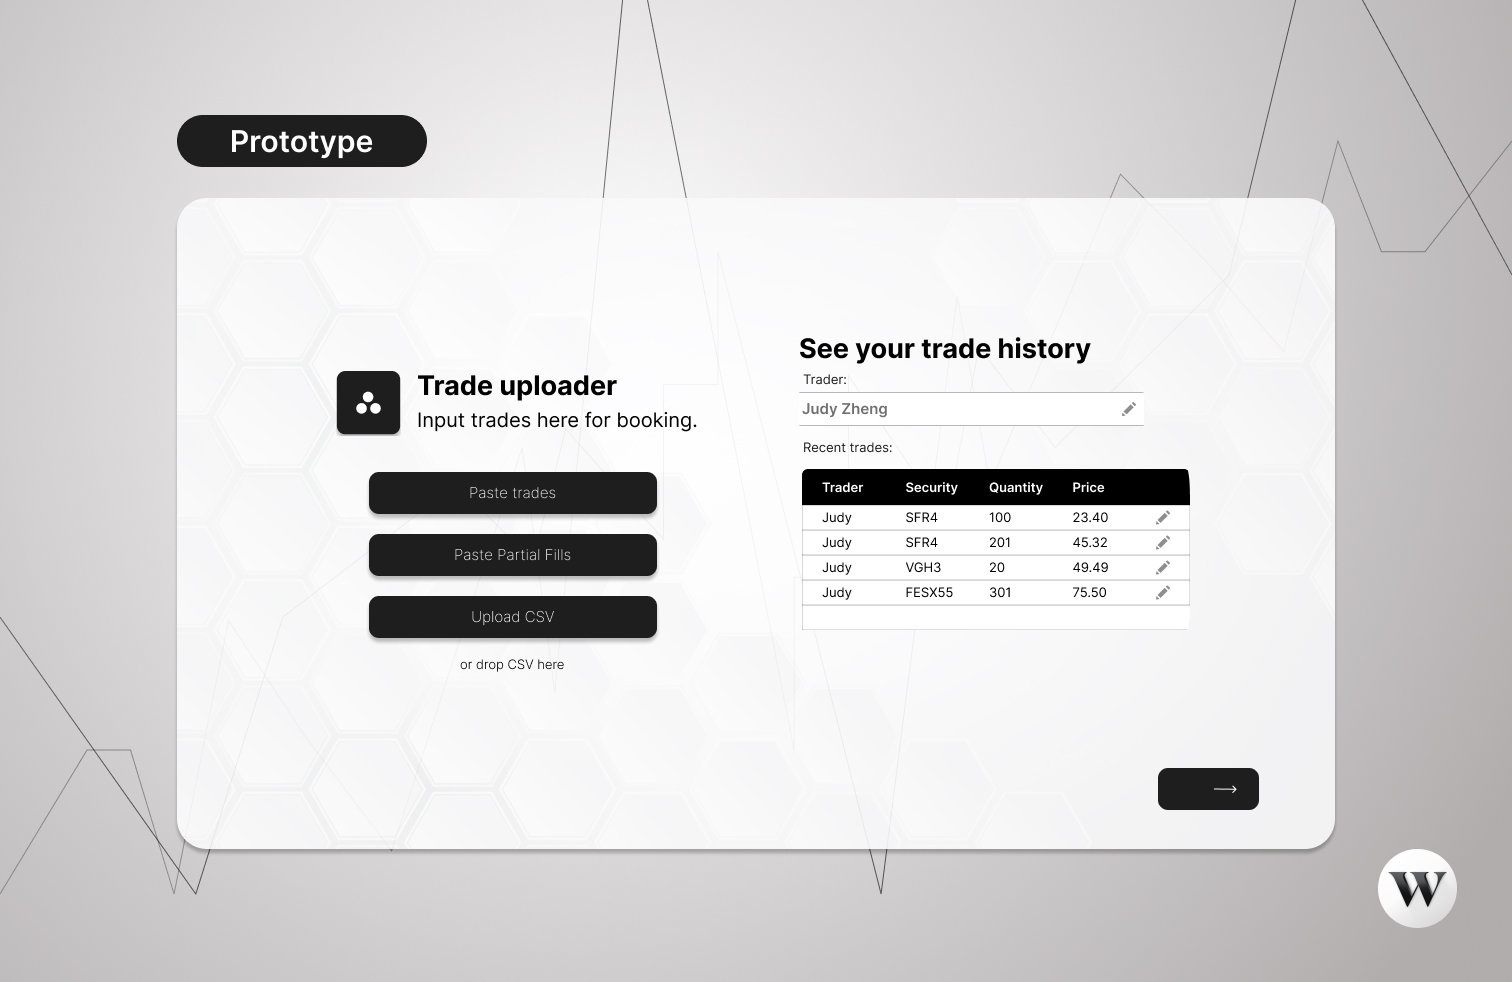 Prototype
Trade uploader
Input trades here for booking.
Paste trades
Paste Partial Fills
Upload CSV
or drop CSV here
See your trade history
Trader:
Judy Zheng
Recent trades:
Trader Security Quantity Price
Judy SFR4 100 23.40
Judy SFR4 201 45.32
Judy VGH3 20 49.49
Judy FESX55 301 75.50
W